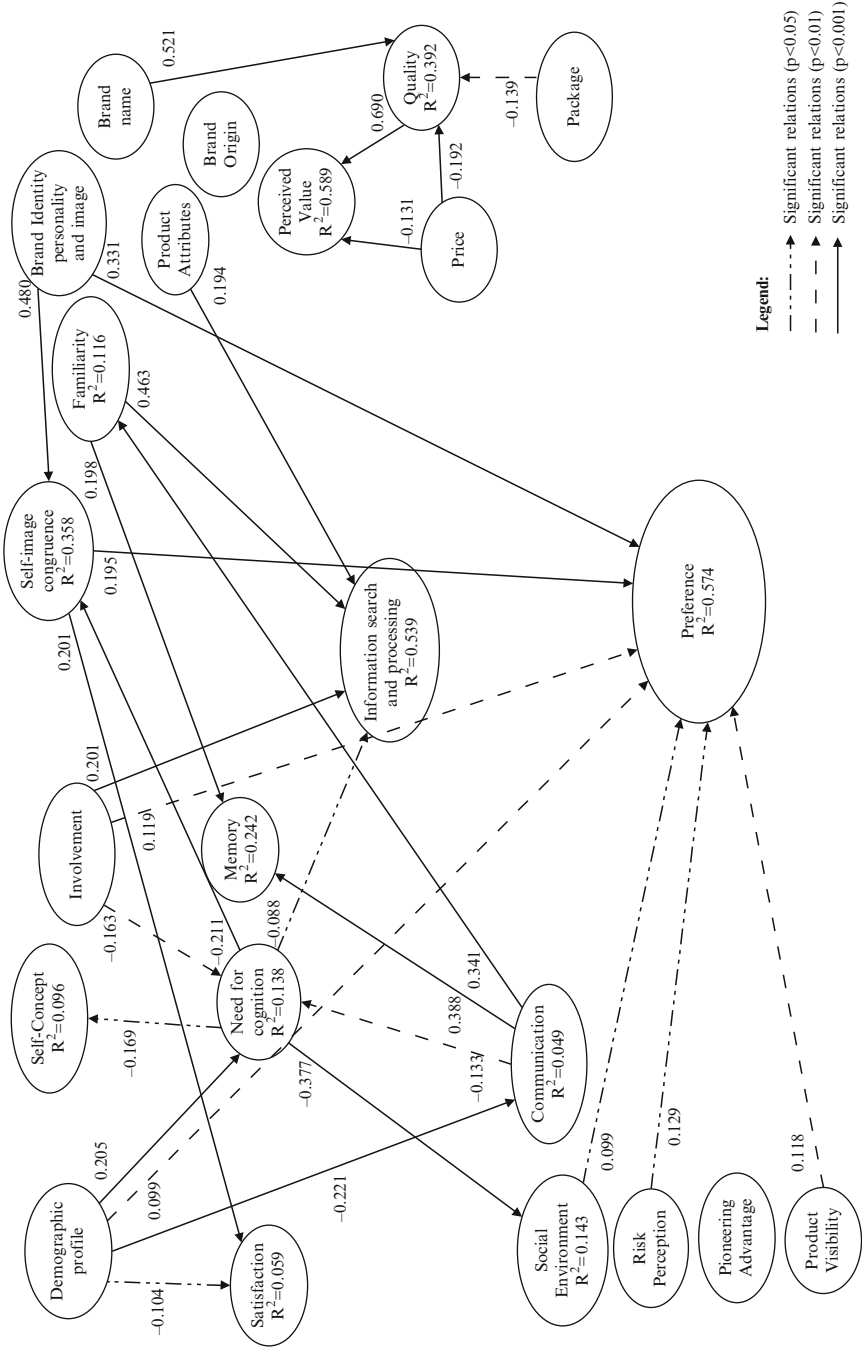 Demographic
profile
Self-Concept
R²=0.096
Involvement
Self-image
congruence
R²=0.358
Familiarity
R²=0.116
Brand Identity
personality
and image
Brand
name
Satisfaction
R²=0.059
Need for
cognition
R²=0.138
Memory
R²=0.242
Product
Attributes
Brand
Origin
Information search
and processing
R²=0.539
Perceived
Value
R²=0.589
Quality
R²=0.392
Price
Package
Communication
R²=0.049
Social
Environment
R²=0.143
Risk
Perception
Pioneering
Advantage
Product
Visibility
Preference
R²=0.574
−0.104
0.205
0.099
−0.221
−0.169
−0.163
−0.211
−0.088
−0.377
−0.133
0.388
0.341
0.201
0.119
0.201
0.195
0.198
0.463
0.480
0.331
0.194
0.521
0.690
−0.131
−0.192
−0.139
0.099
0.129
0.118
Legend:
Significant relations (p<0.05)
Significant relations (p<0.01)
Significant relations (p<0.001)